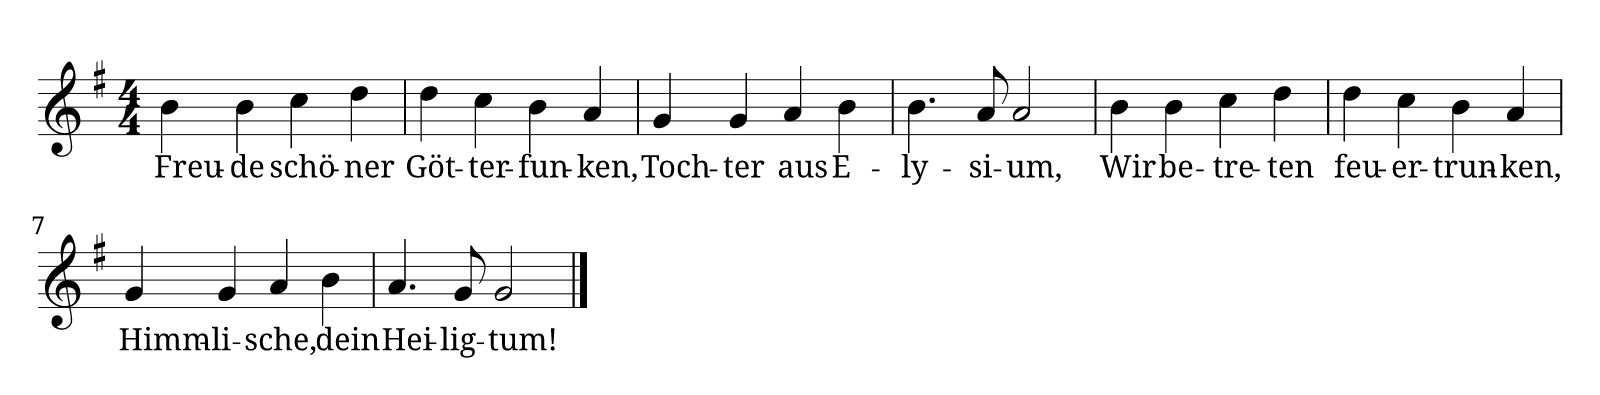 Freu-de schö-ner Göt-ter-fun-ken, Toch-ter aus E-ly-si-um, Wir be-tre-ten feu-er-trun-ken,
7
Himm-li-sche, dein Hei-lig-tum!